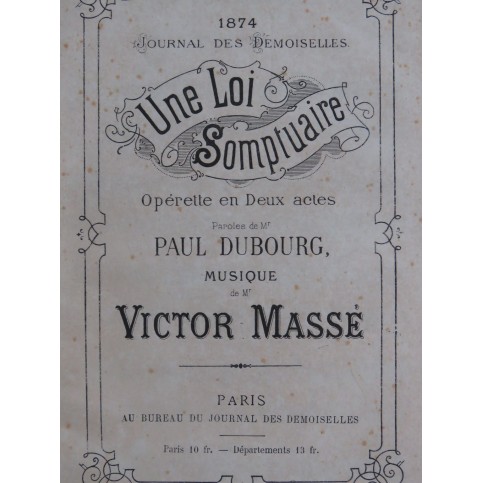 1874
JOURNAL DES DEMOISELLES.
Une Loi
Somptuaire
Opérette en Deux actes
Paroles de Mr
PAUL DUBOURG,
MUSIQUE
de Mr
VICTOR MASSÉ
PARIS
AU BUREAU DU JOURNAL DES DEMOISELLES
Paris 10 fr. — Départements 13 fr.